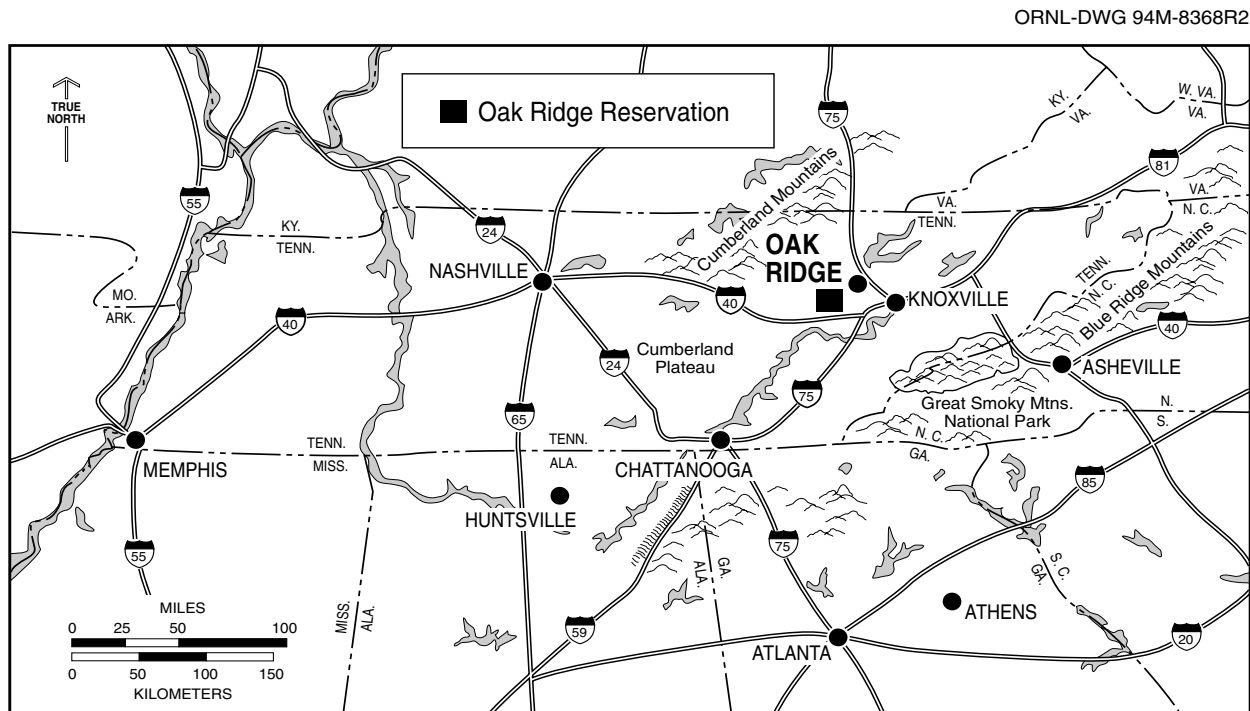 ORNL-DWG 94M-8368R2
TRUE
NORTH
Oak Ridge Reservation
75
KY.
VA.
W. VA.
VA.
81
55
Cumberland Mountains
VA.
TENN.
VA.
N. C.
KY.
TENN.
24
OAK
RIDGE
NASHVILLE
TENN.
N. C.
Blue Ridge Mountains
MO.
ARK.
40
40
KNOXVILLE
40
Cumberland
Plateau
24
ASHEVILLE
75
65
Great Smoky Mtns.
National Park
N.
S.
TENN.
MISS.
TENN.
ALA.
N. C.
GA.
MEMPHIS
CHATTANOOGA
85
HUNTSVILLE
55
75
GA.
ALA.
S. C.
GA.
MILES
0 25 50 100
0 50 100 150
KILOMETERS
MISS.
ALA.
59
ATHENS
20
ATLANTA